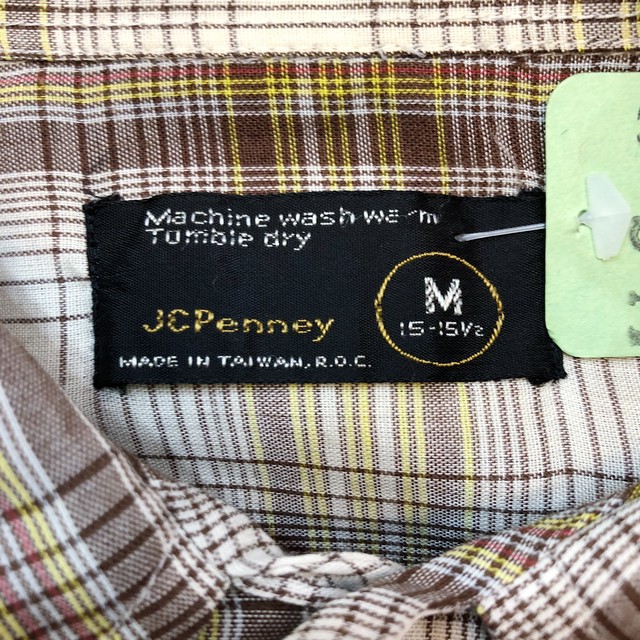 Machine wash warm
Tumble dry
JCPenney
M
15-15½
MADE IN TAIWAN, R.O.C.